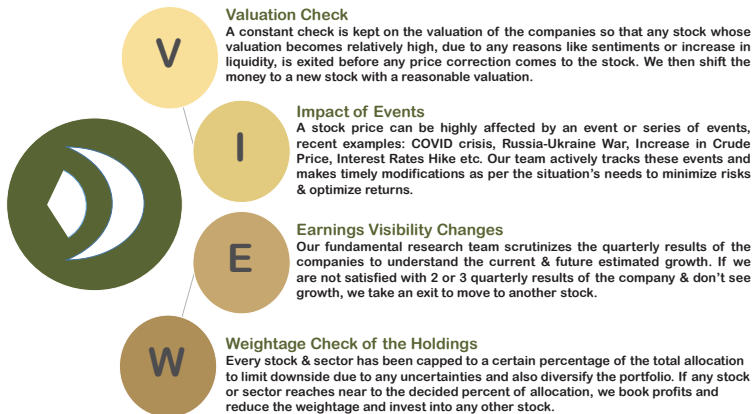 V
Valuation Check
A constant check is kept on the valuation of the companies so that any stock whose
valuation becomes relatively high, due to any reasons like sentiments or increase in
liquidity, is exited before any price correction comes to the stock. We then shift the
money to a new stock with a reasonable valuation.
I
Impact of Events
A stock price can be highly affected by an event or series of events,
recent examples: COVID crisis, Russia-Ukraine War, Increase in Crude
Price, Interest Rates Hike etc. Our team actively tracks these events and
makes timely modifications as per the situation's needs to minimize risks
& optimize returns.
E
Earnings Visibility Changes
Our fundamental research team scrutinizes the quarterly results of the
companies to understand the current & future estimated growth. If we
are not satisfied with 2 or 3 quarterly results of the company & don't see
growth, we take an exit to move to another stock.
W
Weightage Check of the Holdings
Every stock & sector has been capped to a certain percentage of the total allocation
to limit downside due to any uncertainties and also diversify the portfolio. If any stock
or sector reaches near to the decided percent of allocation, we book profits and
reduce the weightage and invest into any other stock.